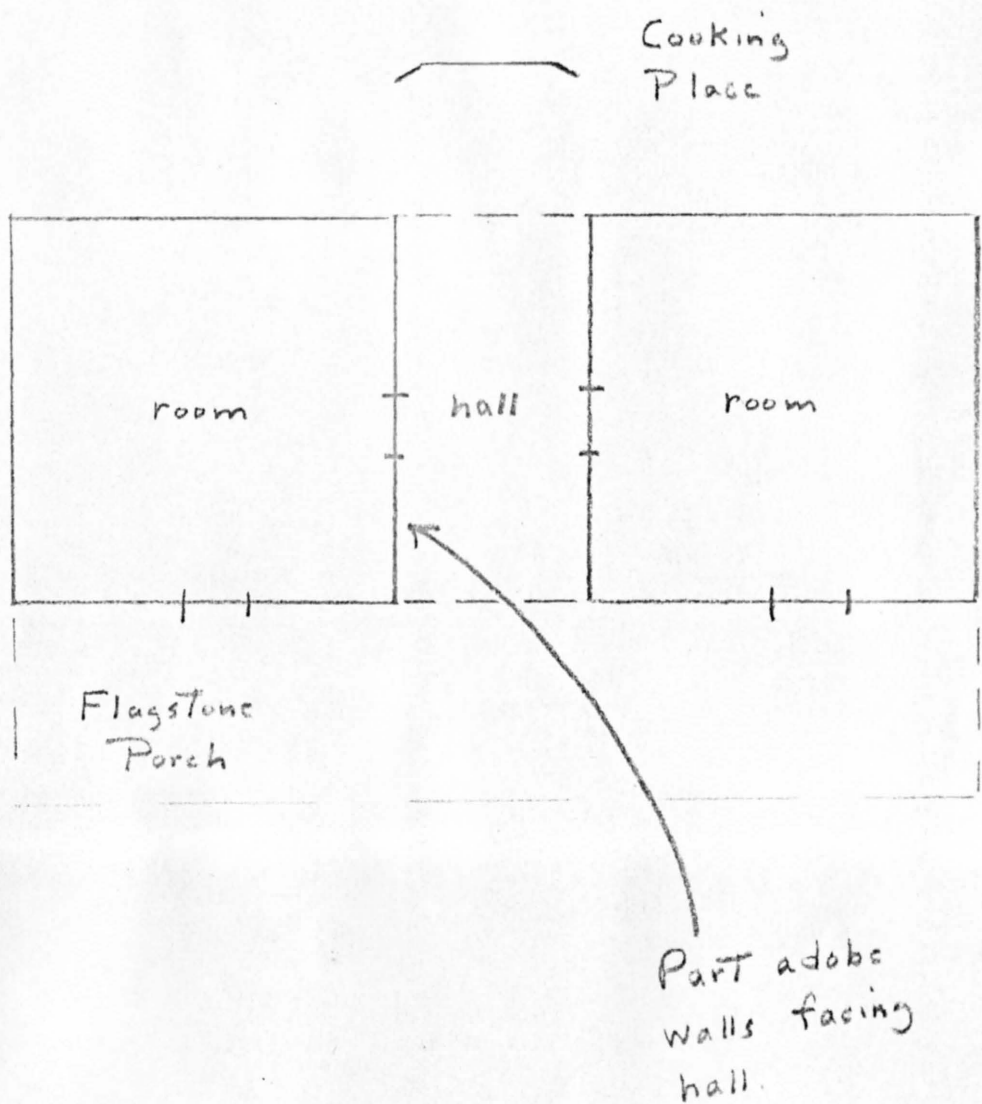 Cooking
Place
room
hall
room
Flagstone
Porch
Part adobe
walls facing
hall.